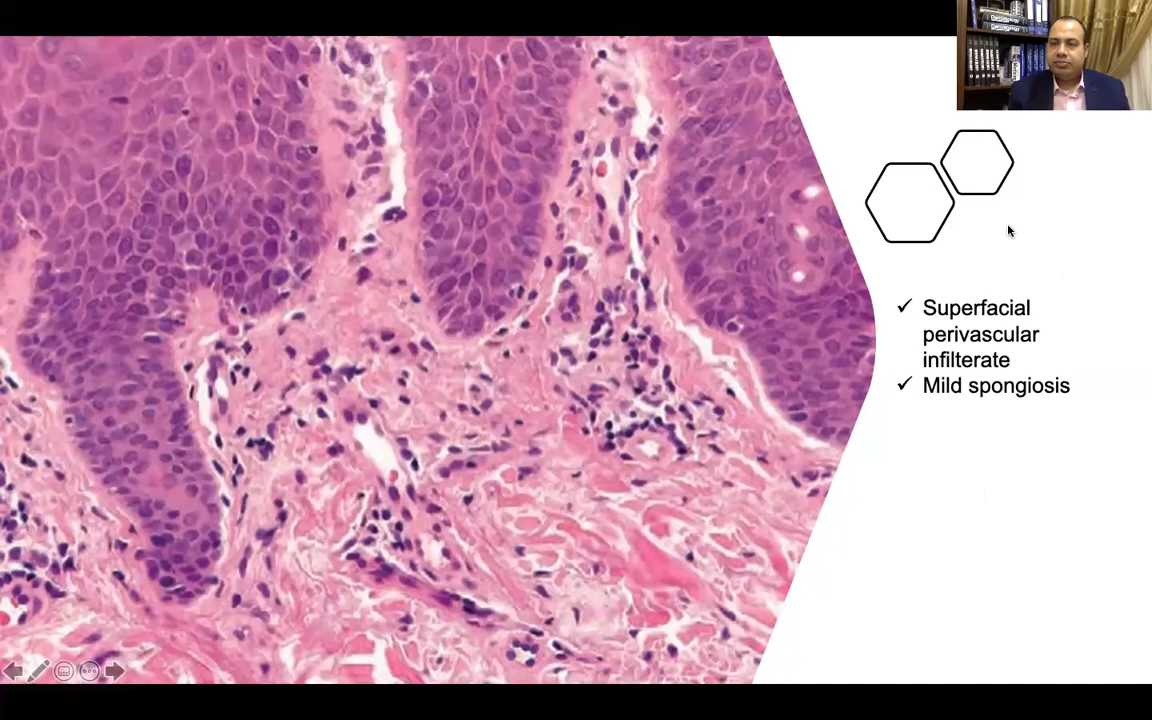 Superfacial
perivascular
infilterate
Mild spongiosis